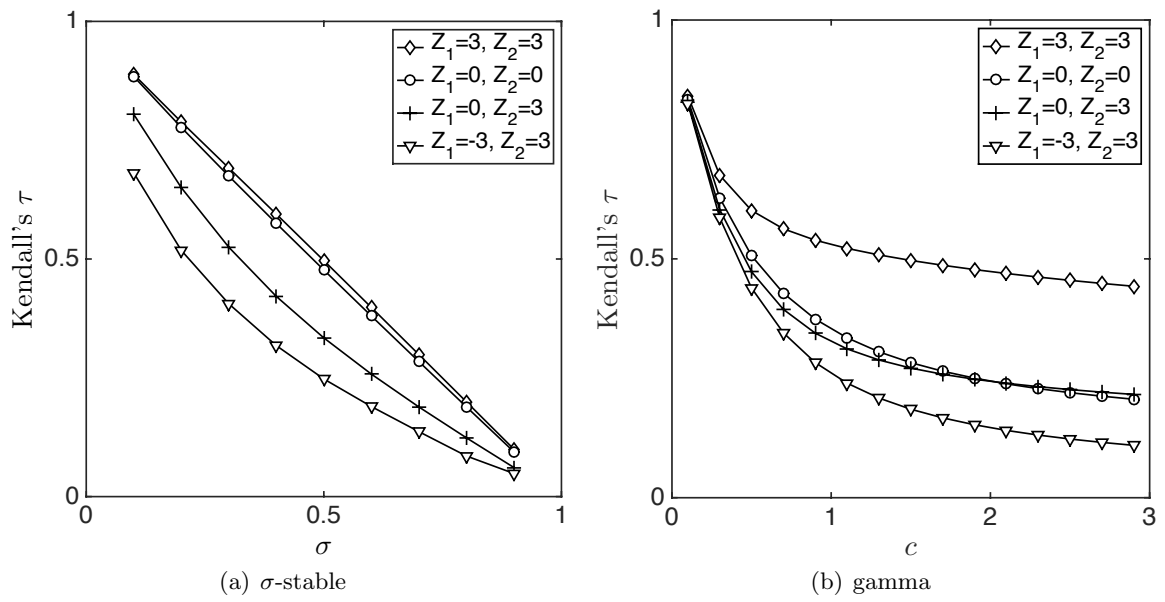 1
0.5
0
Kendall's τ
0
0.5
1
σ
Z₁=3, Z₂=3
Z₁=0, Z₂=0
Z₁=0, Z₂=3
Z₁=-3, Z₂=3
(a) σ-stable
1
0.5
0
Kendall's τ
0
1
2
3
c
Z₁=3, Z₂=3
Z₁=0, Z₂=0
Z₁=0, Z₂=3
Z₁=-3, Z₂=3
(b) gamma